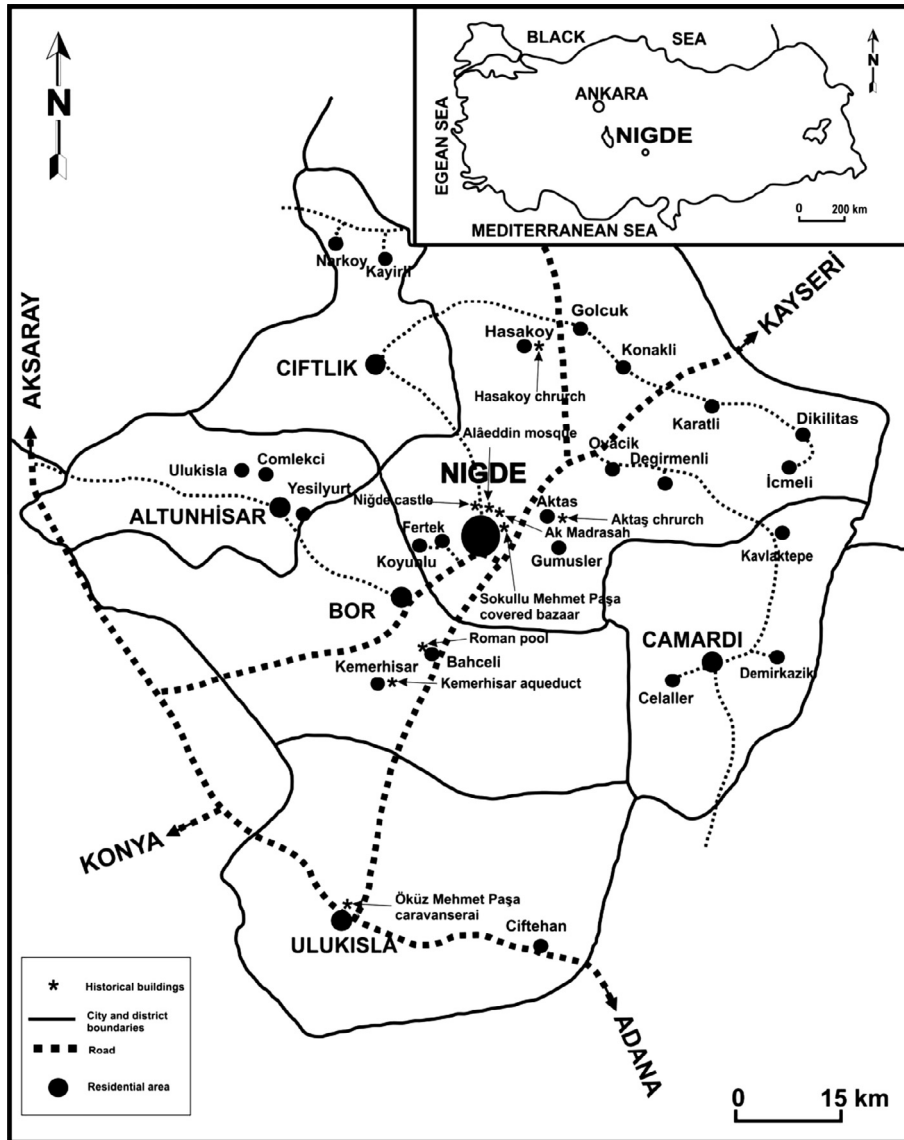 N
BLACK SEA
N
ANKARA
NIGDE
EGEAN SEA
0 200 km
MEDITERRANEAN SEA
Narkoy
Kayirli
KAYSERİ
AKSARAY
Golcuk
Hasakoy
Konakli
CIFTLIK
Hasakoy chrurch
Karatli
Dikilitas
Alâeddin mosque
Ovacik
Degirmenli
İcmeli
Ulukisla
Comlekci
NIGDE
Yesilyurt
Niğde castle
Aktas
Aktaş chrurch
ALTUNHİSAR
Ak Madrasah
Fertek
Koyunlu
Gumusler
Kavlaktepe
Sokullu Mehmet Paşa
covered bazaar
BOR
Roman pool
CAMARDI
Kemerhisar
Bahceli
Demirkazik
Kemerhisar aqueduct
Celaller
KONYA
Öküz Mehmet Paşa
caravanserai
Ciftehan
ULUKISLA
ADANA
* Historical buildings
City and district
boundaries
Road
Residential area
0 15 km